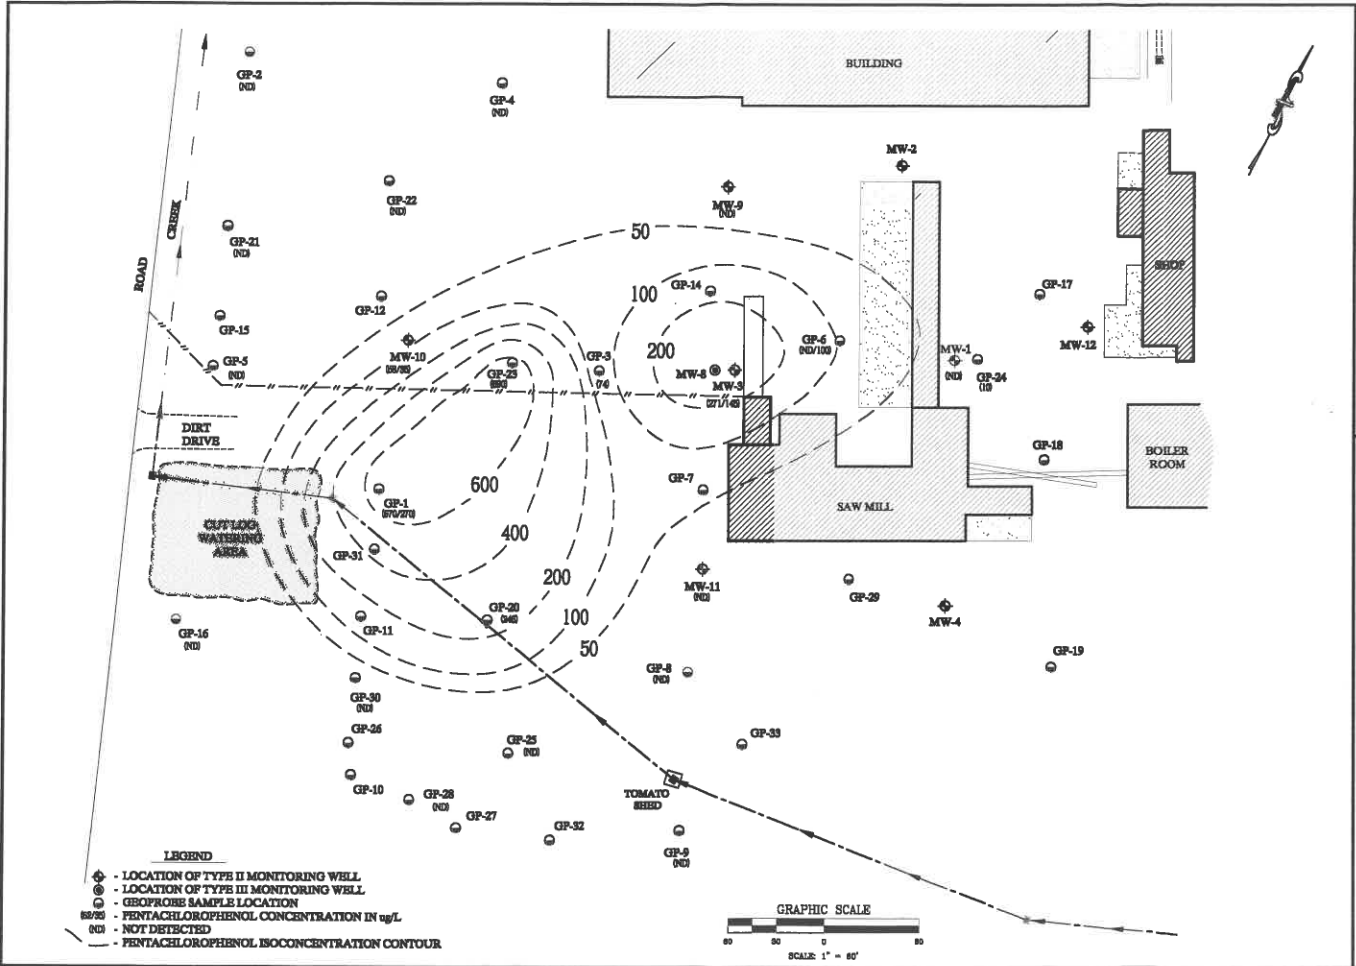 BUILDING
GP-2
(ND)
GP-4
(ND)
MW-2
GP-22
(ND)
MW-9
(ND)
CREEK
GP-21
(ND)
50
ROAD
SHOP
GP-14
100
GP-17
GP-12
GP-15
MW-12
MW-10
GP-3
200
GP-6
(ND/100)
MW-1
(ND)
GP-5
(ND)
GP-23
(74)
MW-8
MW-3
GP-24
(10)
DIRT
DRIVE
GP-18
BOILER
ROOM
600
GP-1
(670/270)
GP-7
SAW MILL
CUT LOG
WATERING
AREA
400
GP-31
200
MW-11
(ND)
GP-29
GP-20
100
GP-11
MW-4
GP-16
(ND)
50
GP-8
(ND)
GP-19
GP-30
(ND)
GP-26
GP-25
(ND)
GP-33
GP-10
TOMATO
SHED
GP-28
(ND)
GP-27
GP-32
GP-9
(ND)
LEGEND
- LOCATION OF TYPE II MONITORING WELL
- LOCATION OF TYPE III MONITORING WELL
- GEOPROBE SAMPLE LOCATION
- PENTACHLOROPHENOL CONCENTRATION IN ug/L
(ND) - NOT DETECTED
- PENTACHLOROPHENOL ISOCONCENTRATION CONTOUR
GRAPHIC SCALE
0
SCALE: 1" = 60'